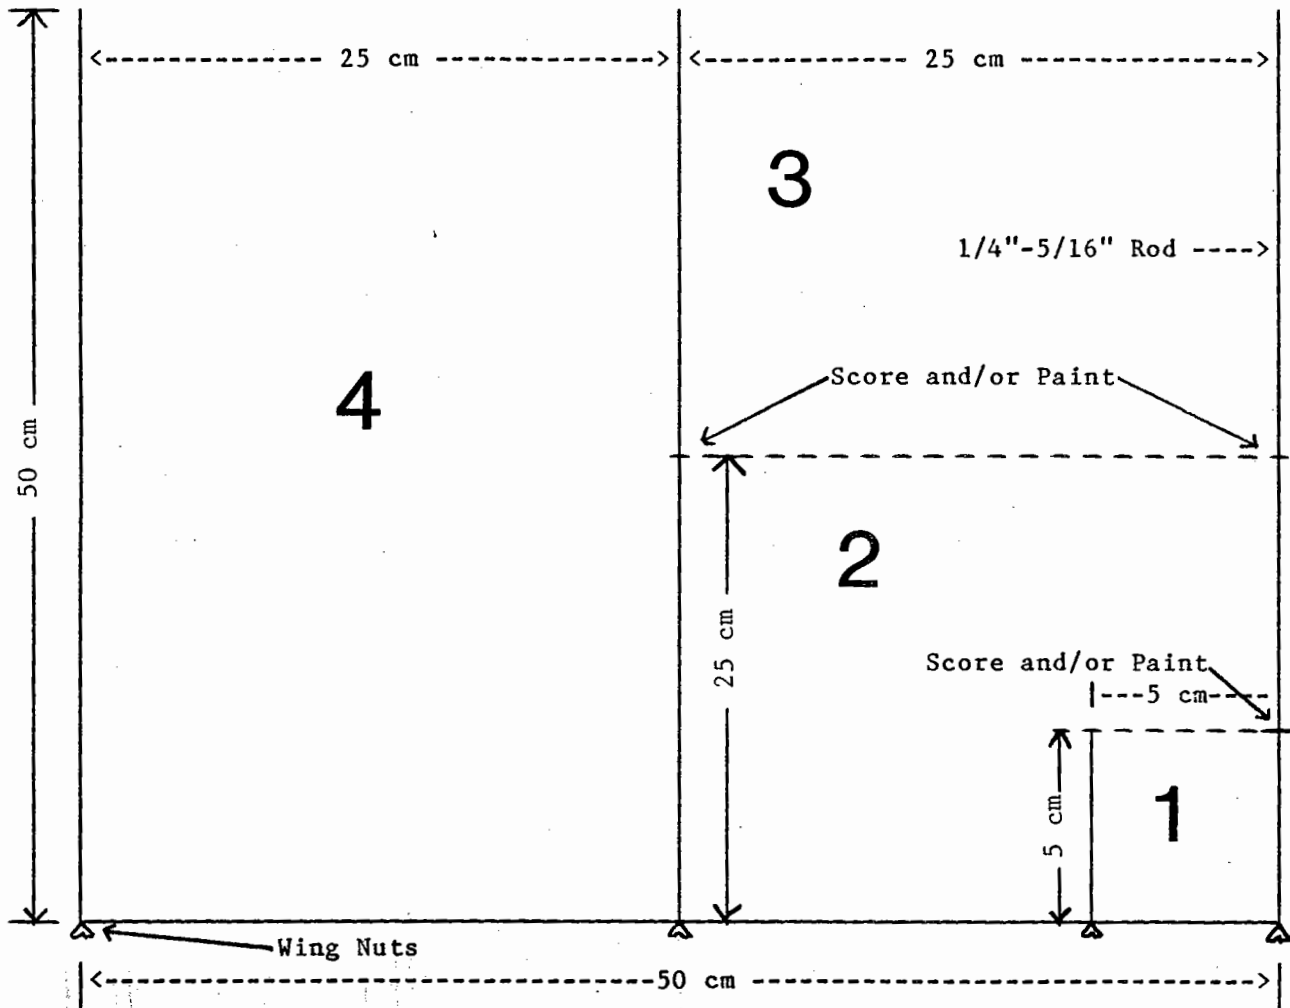 25 cm
25 cm
3
1/4"-5/16" Rod
4
Score and/or Paint
50 cm
2
25 cm
Score and/or Paint
5 cm
1
5 cm
Wing Nuts
50 cm